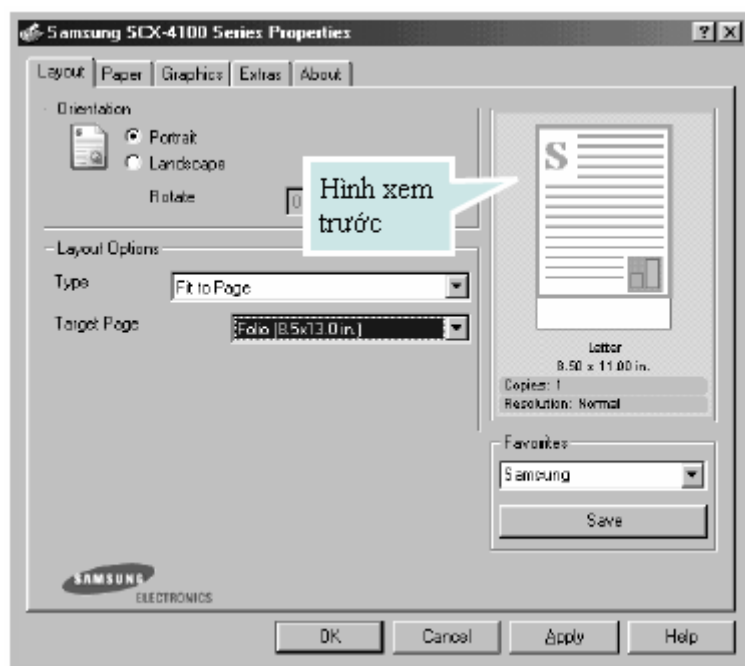 Samsung SCX-4100 Series Properties
Layout Paper Graphics Extras About
Orientation
Portrait
Landscape
Rotate
0
Hình xem
trước
Layout Options
Type
Fit to Page
Target Page
Folio (8.5x13.0 in.)
S
Letter
8.50 x 11.00 in.
Copies: 1
Resolution: Normal
Favorites
Samsung
Save
SAMSUNG
ELECTRONICS
OK Cancel Apply Help